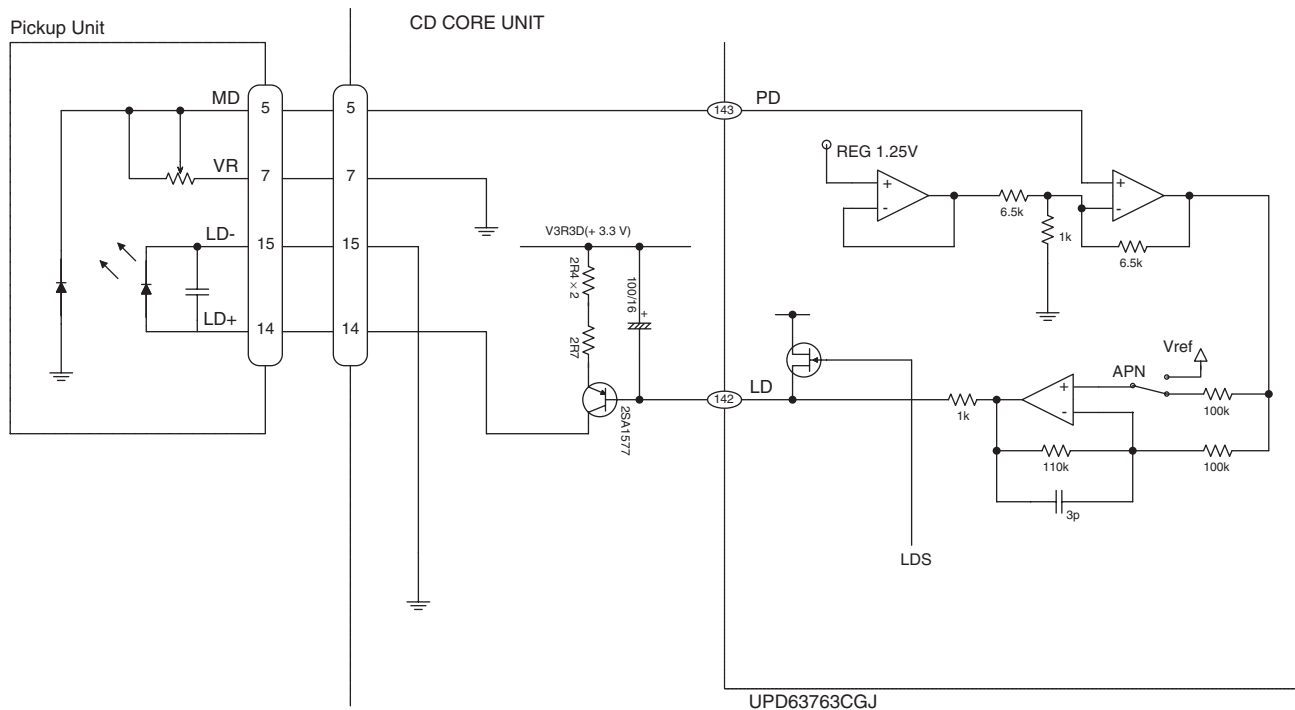 Pickup Unit
CD CORE UNIT
MD
5
5
143
PD
REG 1.25V
+
-
6.5k
1k
+
-
6.5k
VR
7
7
LD-
15
15
V3R3D(+ 3.3 V)
2R4 × 2
2R7
100/16
+
LD+
14
14
2SA1577
142
LD
1k
+
-
APN
Vref
100k
110k
100k
3p
LDS
UPD63763CGJ